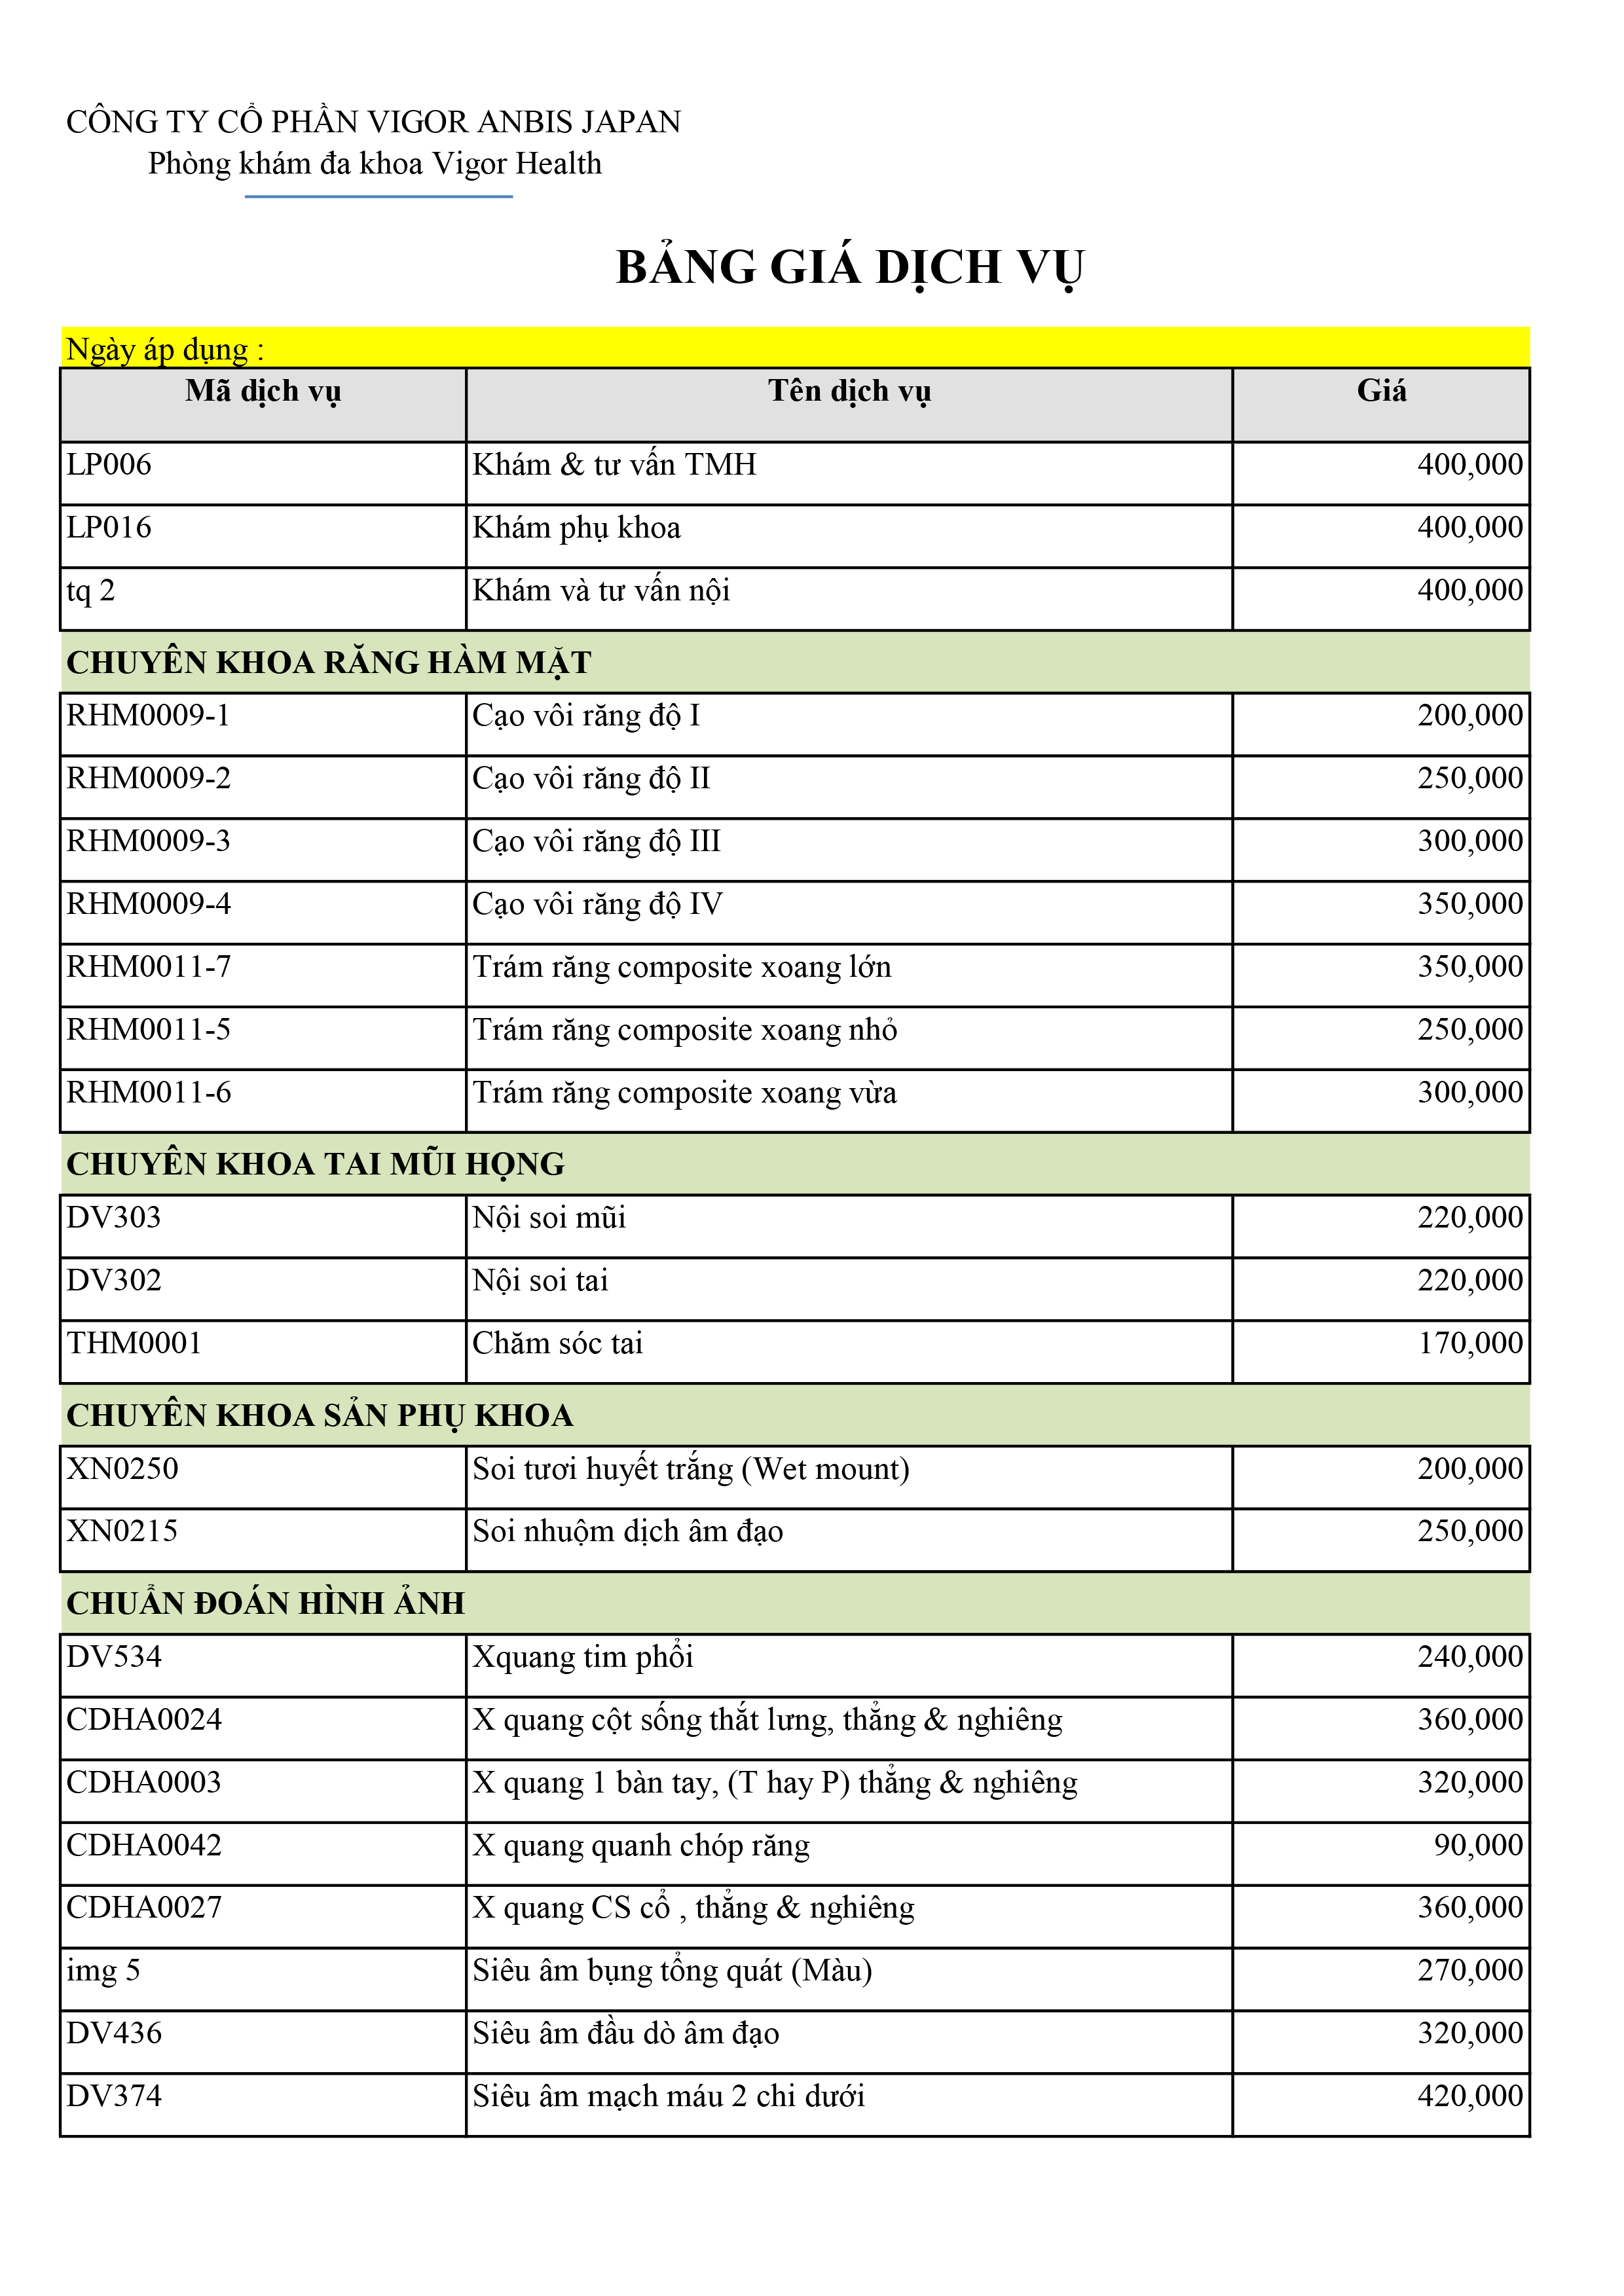 CÔNG TY CỔ PHẦN VIGOR ANBIS JAPAN
Phòng khám đa khoa Vigor Health
BẢNG GIÁ DỊCH VỤ
Ngày áp dụng :
Mã dịch vụ Tên dịch vụ Giá
LP006 Khám & tư vấn TMH 400,000
LP016 Khám phụ khoa 400,000
tq 2 Khám và tư vấn nội 400,000
CHUYÊN KHOA RĂNG HÀM MẶT
RHM0009-1 Cạo vôi răng độ I 200,000
RHM0009-2 Cạo vôi răng độ II 250,000
RHM0009-3 Cạo vôi răng độ III 300,000
RHM0009-4 Cạo vôi răng độ IV 350,000
RHM0011-7 Trám răng composite xoang lớn 350,000
RHM0011-5 Trám răng composite xoang nhỏ 250,000
RHM0011-6 Trám răng composite xoang vừa 300,000
CHUYÊN KHOA TAI MŨI HỌNG
DV303 Nội soi mũi 220,000
DV302 Nội soi tai 220,000
THM0001 Chăm sóc tai 170,000
CHUYÊN KHOA SẢN PHỤ KHOA
XN0250 Soi tươi huyết trắng (Wet mount) 200,000
XN0215 Soi nhuộm dịch âm đạo 250,000
CHUẨN ĐOÁN HÌNH ẢNH
DV534 Xquang tim phổi 240,000
CDHA0024 X quang cột sống thắt lưng, thẳng & nghiêng 360,000
CDHA0003 X quang 1 bàn tay, (T hay P) thẳng & nghiêng 320,000
CDHA0042 X quang quanh chóp răng 90,000
CDHA0027 X quang CS cổ , thẳng & nghiêng 360,000
img 5 Siêu âm bụng tổng quát (Màu) 270,000
DV436 Siêu âm đầu dò âm đạo 320,000
DV374 Siêu âm mạch máu 2 chi dưới 420,000